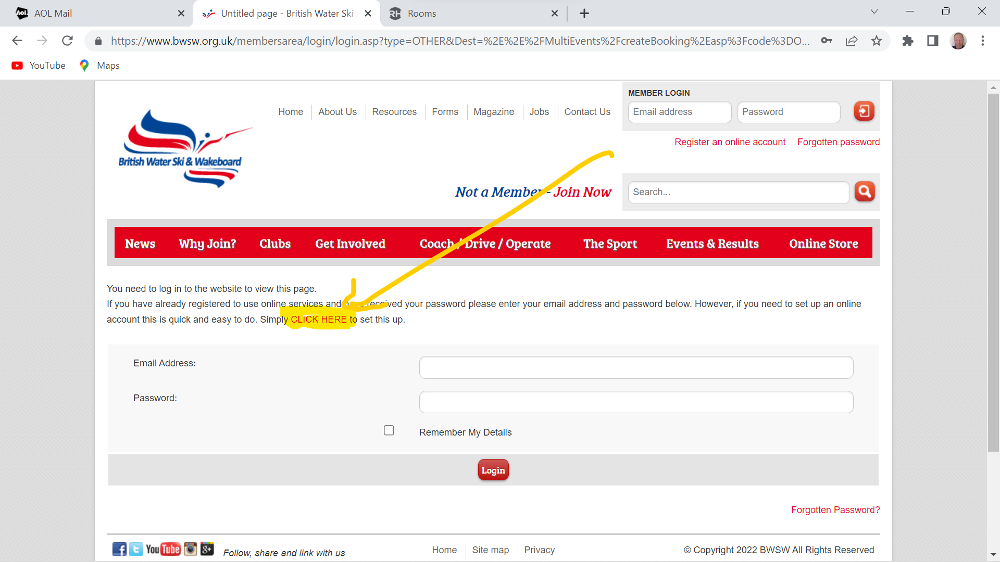 AOL Mail
Untitled page - British Water Ski
Rooms
https://www.bwsw.org.uk/membersarea/login/login.asp?type=OTHER&Dest=%2E%2E%2FMultiEvents%2FcreateBooking%2Easp%3Fcode%3DO...
YouTube
Maps
MEMBER LOGIN
Home
About Us
Resources
Forms
Magazine
Jobs
Contact Us
Email address
Password
Register an online account
Forgotten password
British Water Ski & Wakeboard
Not a Member - Join Now
Search...
News
Why Join?
Clubs
Get Involved
Coach / Drive / Operate
The Sport
Events & Results
Online Store
You need to log in to the website to view this page.
If you have already registered to use online services and received your password please enter your email address and password below. However, if you need to set up an online
account this is quick and easy to do. Simply CLICK HERE to set this up.
Email Address:
Password:
Remember My Details
Login
Forgotten Password?
YouTube
Follow, share and link with us
Home
Site map
Privacy
© Copyright 2022 BWSW All Rights Reserved